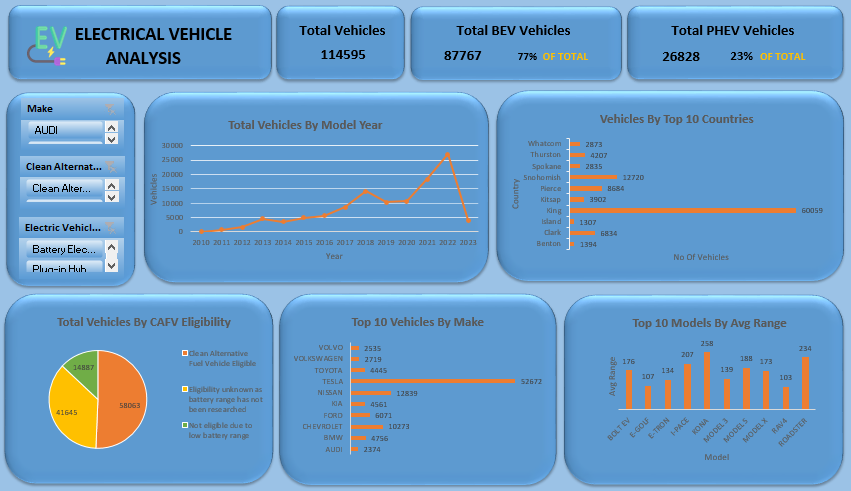 EV
ELECTRICAL VEHICLE
ANALYSIS
Total Vehicles
114595
Total BEV Vehicles
87767 77% OF TOTAL
Total PHEV Vehicles
26828 23% OF TOTAL
Make
AUDI
Clean Alternat...
Clean Alter...
Electric Vehicl...
Battery Elec...
Plug-in Hyb
Total Vehicles By Model Year
Vehicles
30000
25000
20000
15000
10000
5000
0
2010 2011 2012 2013 2014 2015 2016 2017 2018 2019 2020 2021 2022 2023
Year
Vehicles By Top 10 Countries
Country
Whatcom 2873
Thurston 4207
Spokane 2835
Snohomish 12720
Pierce 8684
Kitsap 3902
King 60059
Island 1307
Clark 6834
Benton 1394
No Of Vehicles
Total Vehicles By CAFV Eligibility
14887
41645
58063
Clean Alternative
Fuel Vehicle Eligible
Eligibility unknown as
battery range has not
been researched
Not eligible due to
low battery range
Top 10 Vehicles By Make
VOLVO 2535
VOLKSWAGEN 2719
TOYOTA 4445
TESLA 52672
NISSAN 12839
KIA 4561
FORD 6071
CHEVROLET 10273
BMW 4756
AUDI 2374
Top 10 Models By Avg Range
Avg Range
176 107 134 207 258 139 188 173 103 234
BOLT EV E-GOLF E-TRON I-PACE KONA MODEL 3 MODEL S MODEL X RAV4 ROADSTER
Model